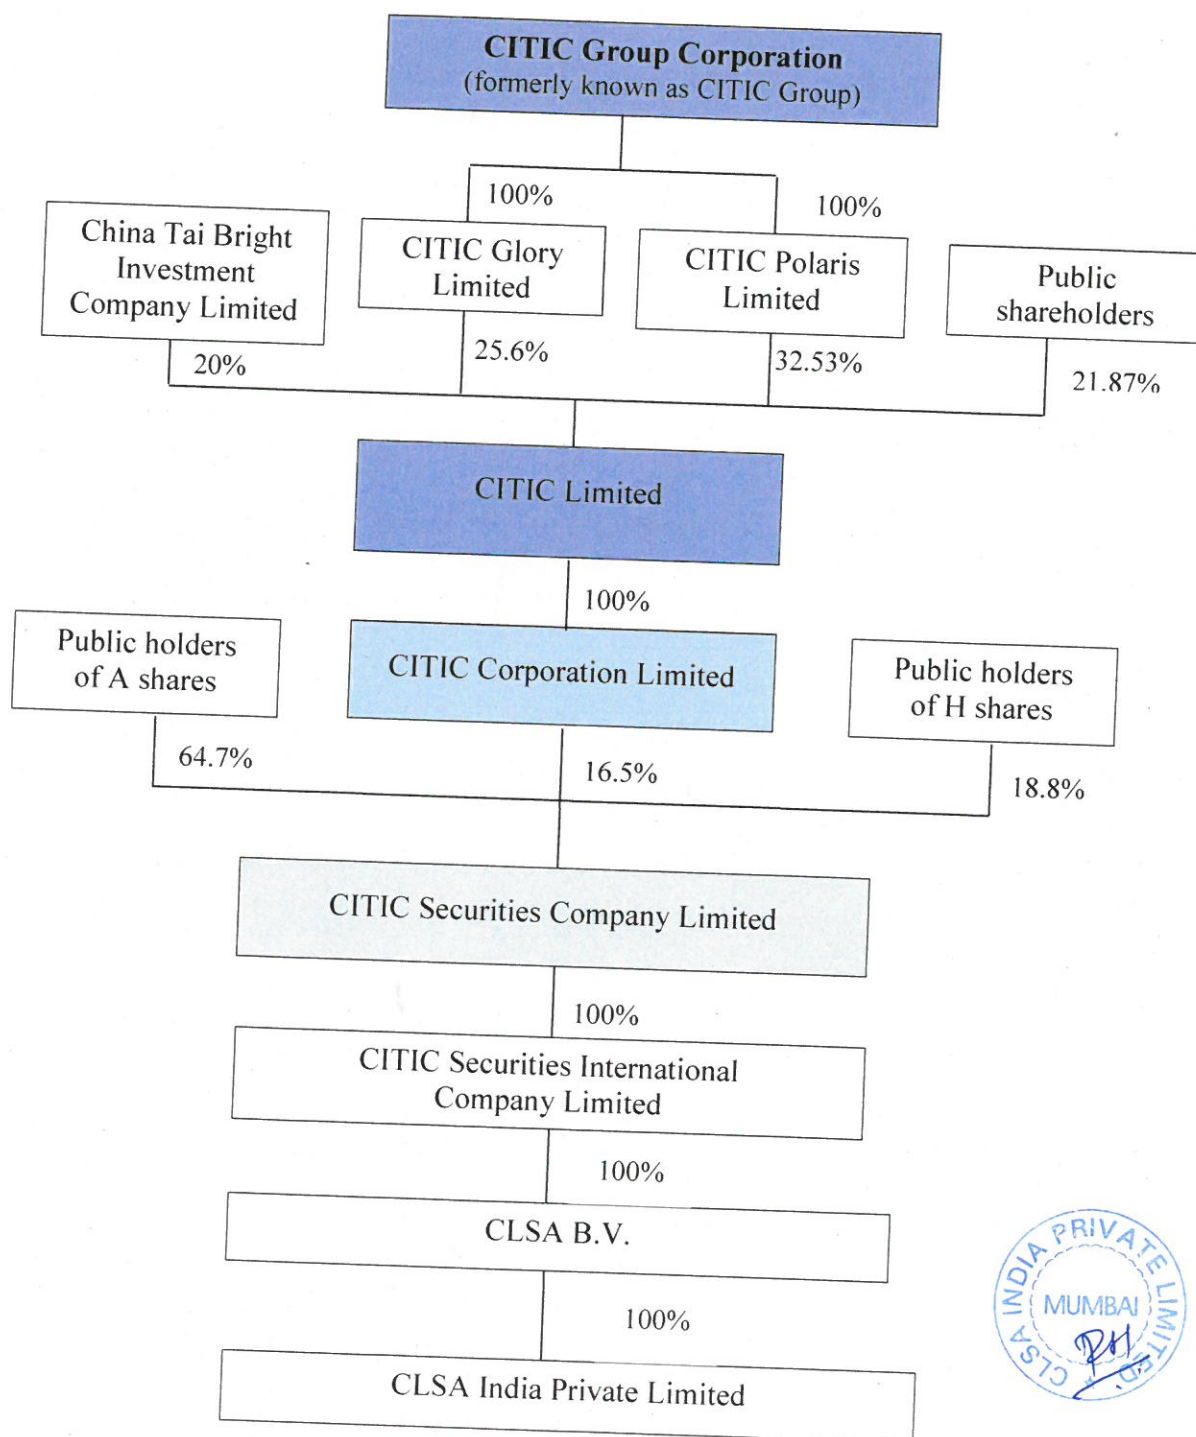 CITIC Group Corporation
(formerly known as CITIC Group)
100%
100%
China Tai Bright
Investment
Company Limited
CITIC Glory
Limited
CITIC Polaris
Limited
Public
shareholders
20%
25.6%
32.53%
21.87%
CITIC Limited
100%
Public holders
of A shares
CITIC Corporation Limited
Public holders
of H shares
64.7%
16.5%
18.8%
CITIC Securities Company Limited
100%
CITIC Securities International
Company Limited
100%
CLSA B.V.
100%
CLSA India Private Limited
CLSA INDIA PRIVATE LIMITED
MUMBAI